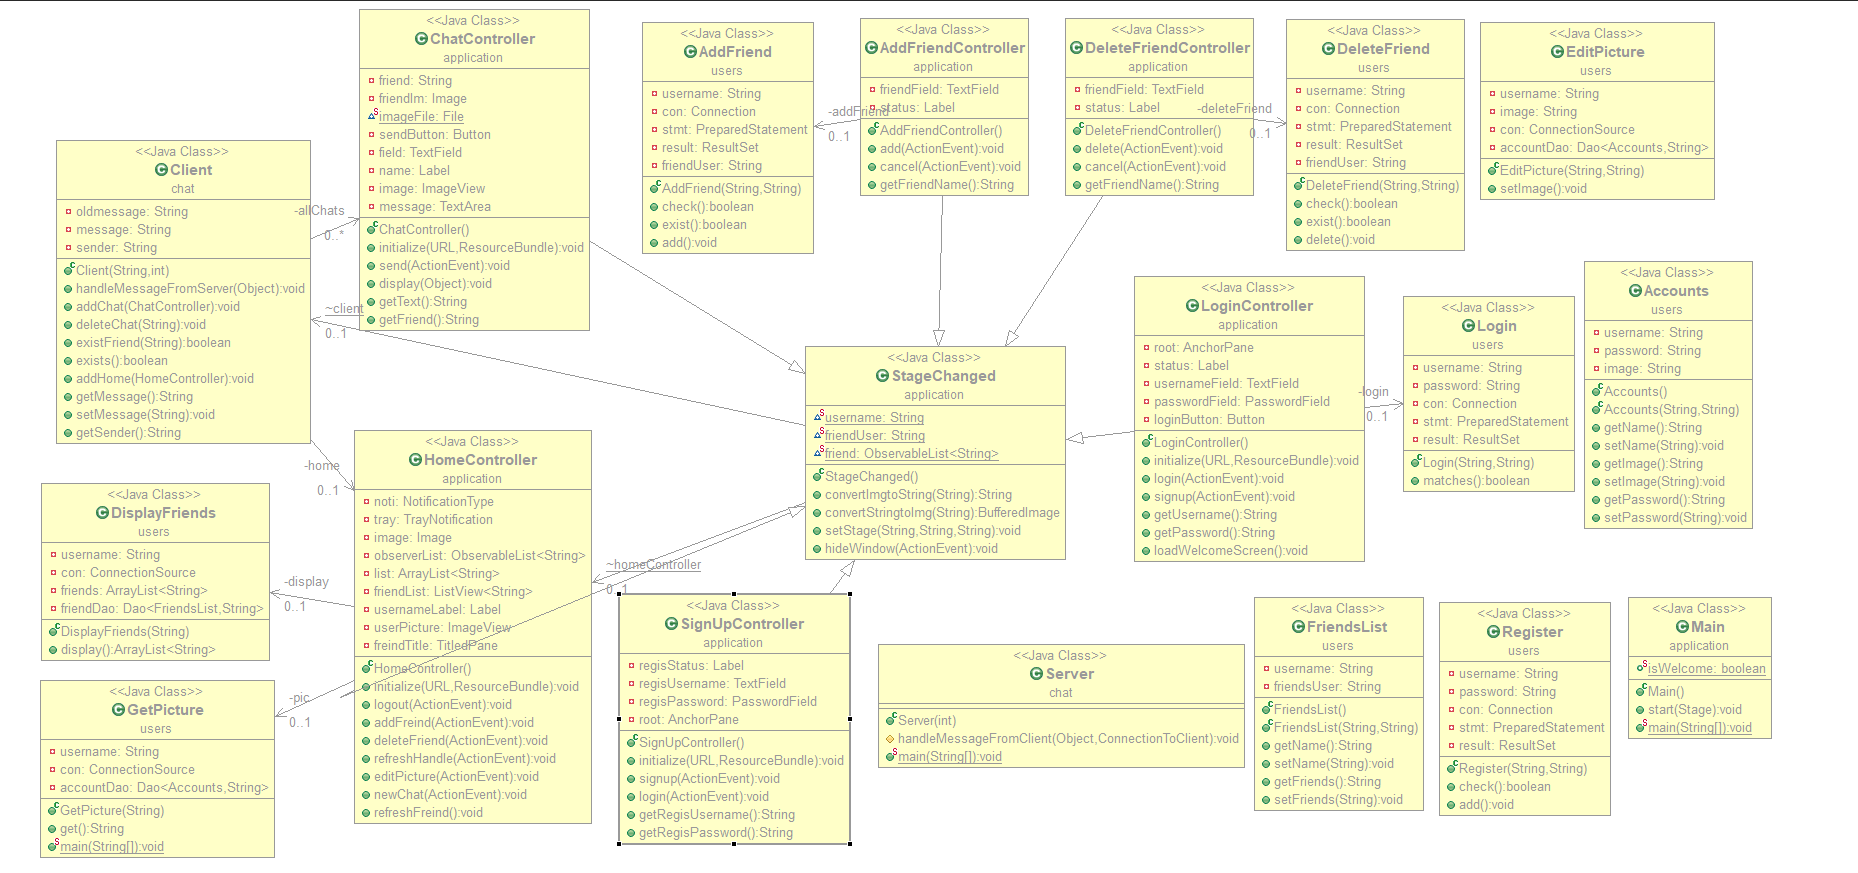 <<Java Class>>
ChatController
application
friend: String
friendIm: Image
imageFile: File
sendButton: Button
field: TextField
name: Label
image: ImageView
message: TextArea
ChatController()
initialize(URL,ResourceBundle):void
send(ActionEvent):void
display(Object):void
getText():String
getFriend():String
<<Java Class>>
AddFriend
users
username: String
con: Connection
stmt: PreparedStatement
result: ResultSet
friendUser: String
AddFriend(String,String)
check():boolean
exist():boolean
add():void
<<Java Class>>
AddFriendController
application
friendField: TextField
status: Label
AddFriendController()
add(ActionEvent):void
cancel(ActionEvent):void
getFriendName():String
-addFriend
0..1
<<Java Class>>
DeleteFriendController
application
friendField: TextField
status: Label
DeleteFriendController()
delete(ActionEvent):void
cancel(ActionEvent):void
getFriendName():String
-deleteFriend
0..1
<<Java Class>>
DeleteFriend
users
username: String
con: Connection
stmt: PreparedStatement
result: ResultSet
friendUser: String
DeleteFriend(String,String)
check():boolean
exist():boolean
delete():void
<<Java Class>>
EditPicture
users
username: String
image: String
con: ConnectionSource
accountDao: Dao<Accounts,String>
EditPicture(String,String)
setImage():void
<<Java Class>>
Client
chat
oldmessage: String
message: String
sender: String
Client(String,int)
handleMessageFromServer(Object):void
addChat(ChatController):void
deleteChat(String):void
existFriend(String):boolean
exists():boolean
addHome(HomeController):void
getMessage():String
setMessage(String):void
getSender():String
-allChats
0..*
~client
0..1
-home
0..1
<<Java Class>>
StageChanged
application
username: String
friendUser: String
friend: ObservableList<String>
StageChanged()
convertImgtoString(String):String
convertStringtoImg(String):BufferedImage
setStage(String,String,String):void
hideWindow(ActionEvent):void
<<Java Class>>
LoginController
application
root: AnchorPane
status: Label
usernameField: TextField
passwordField: PasswordField
loginButton: Button
LoginController()
initialize(URL,ResourceBundle):void
login(ActionEvent):void
signup(ActionEvent):void
getUsername():String
getPassword():String
loadWelcomeScreen():void
-login
0..1
<<Java Class>>
Login
users
username: String
password: String
con: Connection
stmt: PreparedStatement
result: ResultSet
Login(String,String)
matches():boolean
<<Java Class>>
Accounts
users
username: String
password: String
image: String
Accounts()
Accounts(String,String)
getName():String
setName(String):void
getImage():String
setImage(String):void
getPassword():String
setPassword(String):void
<<Java Class>>
HomeController
application
noti: NotificationType
tray: TrayNotification
image: Image
observerList: ObservableList<String>
list: ArrayList<String>
friendList: ListView<String>
usernameLabel: Label
userPicture: ImageView
freindTitle: TitledPane
HomeController()
initialize(URL,ResourceBundle):void
logout(ActionEvent):void
addFreind(ActionEvent):void
deleteFriend(ActionEvent):void
refreshHandle(ActionEvent):void
editPicture(ActionEvent):void
newChat(ActionEvent):void
refreshFreind():void
~homeController
0..1
<<Java Class>>
DisplayFriends
users
username: String
con: ConnectionSource
friends: ArrayList<String>
friendDao: Dao<FriendsList,String>
DisplayFriends(String)
display():ArrayList<String>
-display
0..1
<<Java Class>>
GetPicture
users
username: String
con: ConnectionSource
accountDao: Dao<Accounts,String>
GetPicture(String)
get():String
main(String[]):void
-pic
0..1
<<Java Class>>
SignUpController
application
regisStatus: Label
regisUsername: TextField
regisPassword: PasswordField
root: AnchorPane
SignUpController()
initialize(URL,ResourceBundle):void
signup(ActionEvent):void
login(ActionEvent):void
getRegisUsername():String
getRegisPassword():String
<<Java Class>>
Server
chat
Server(int)
handleMessageFromClient(Object,ConnectionToClient):void
main(String[]):void
<<Java Class>>
FriendsList
users
username: String
friendsUser: String
FriendsList()
FriendsList(String,String)
getName():String
setName(String):void
getFriends():String
setFriends(String):void
<<Java Class>>
Register
users
username: String
password: String
con: Connection
stmt: PreparedStatement
result: ResultSet
Register(String,String)
check():boolean
add():void
<<Java Class>>
Main
application
isWelcome: boolean
Main()
start(Stage):void
main(String[]):void